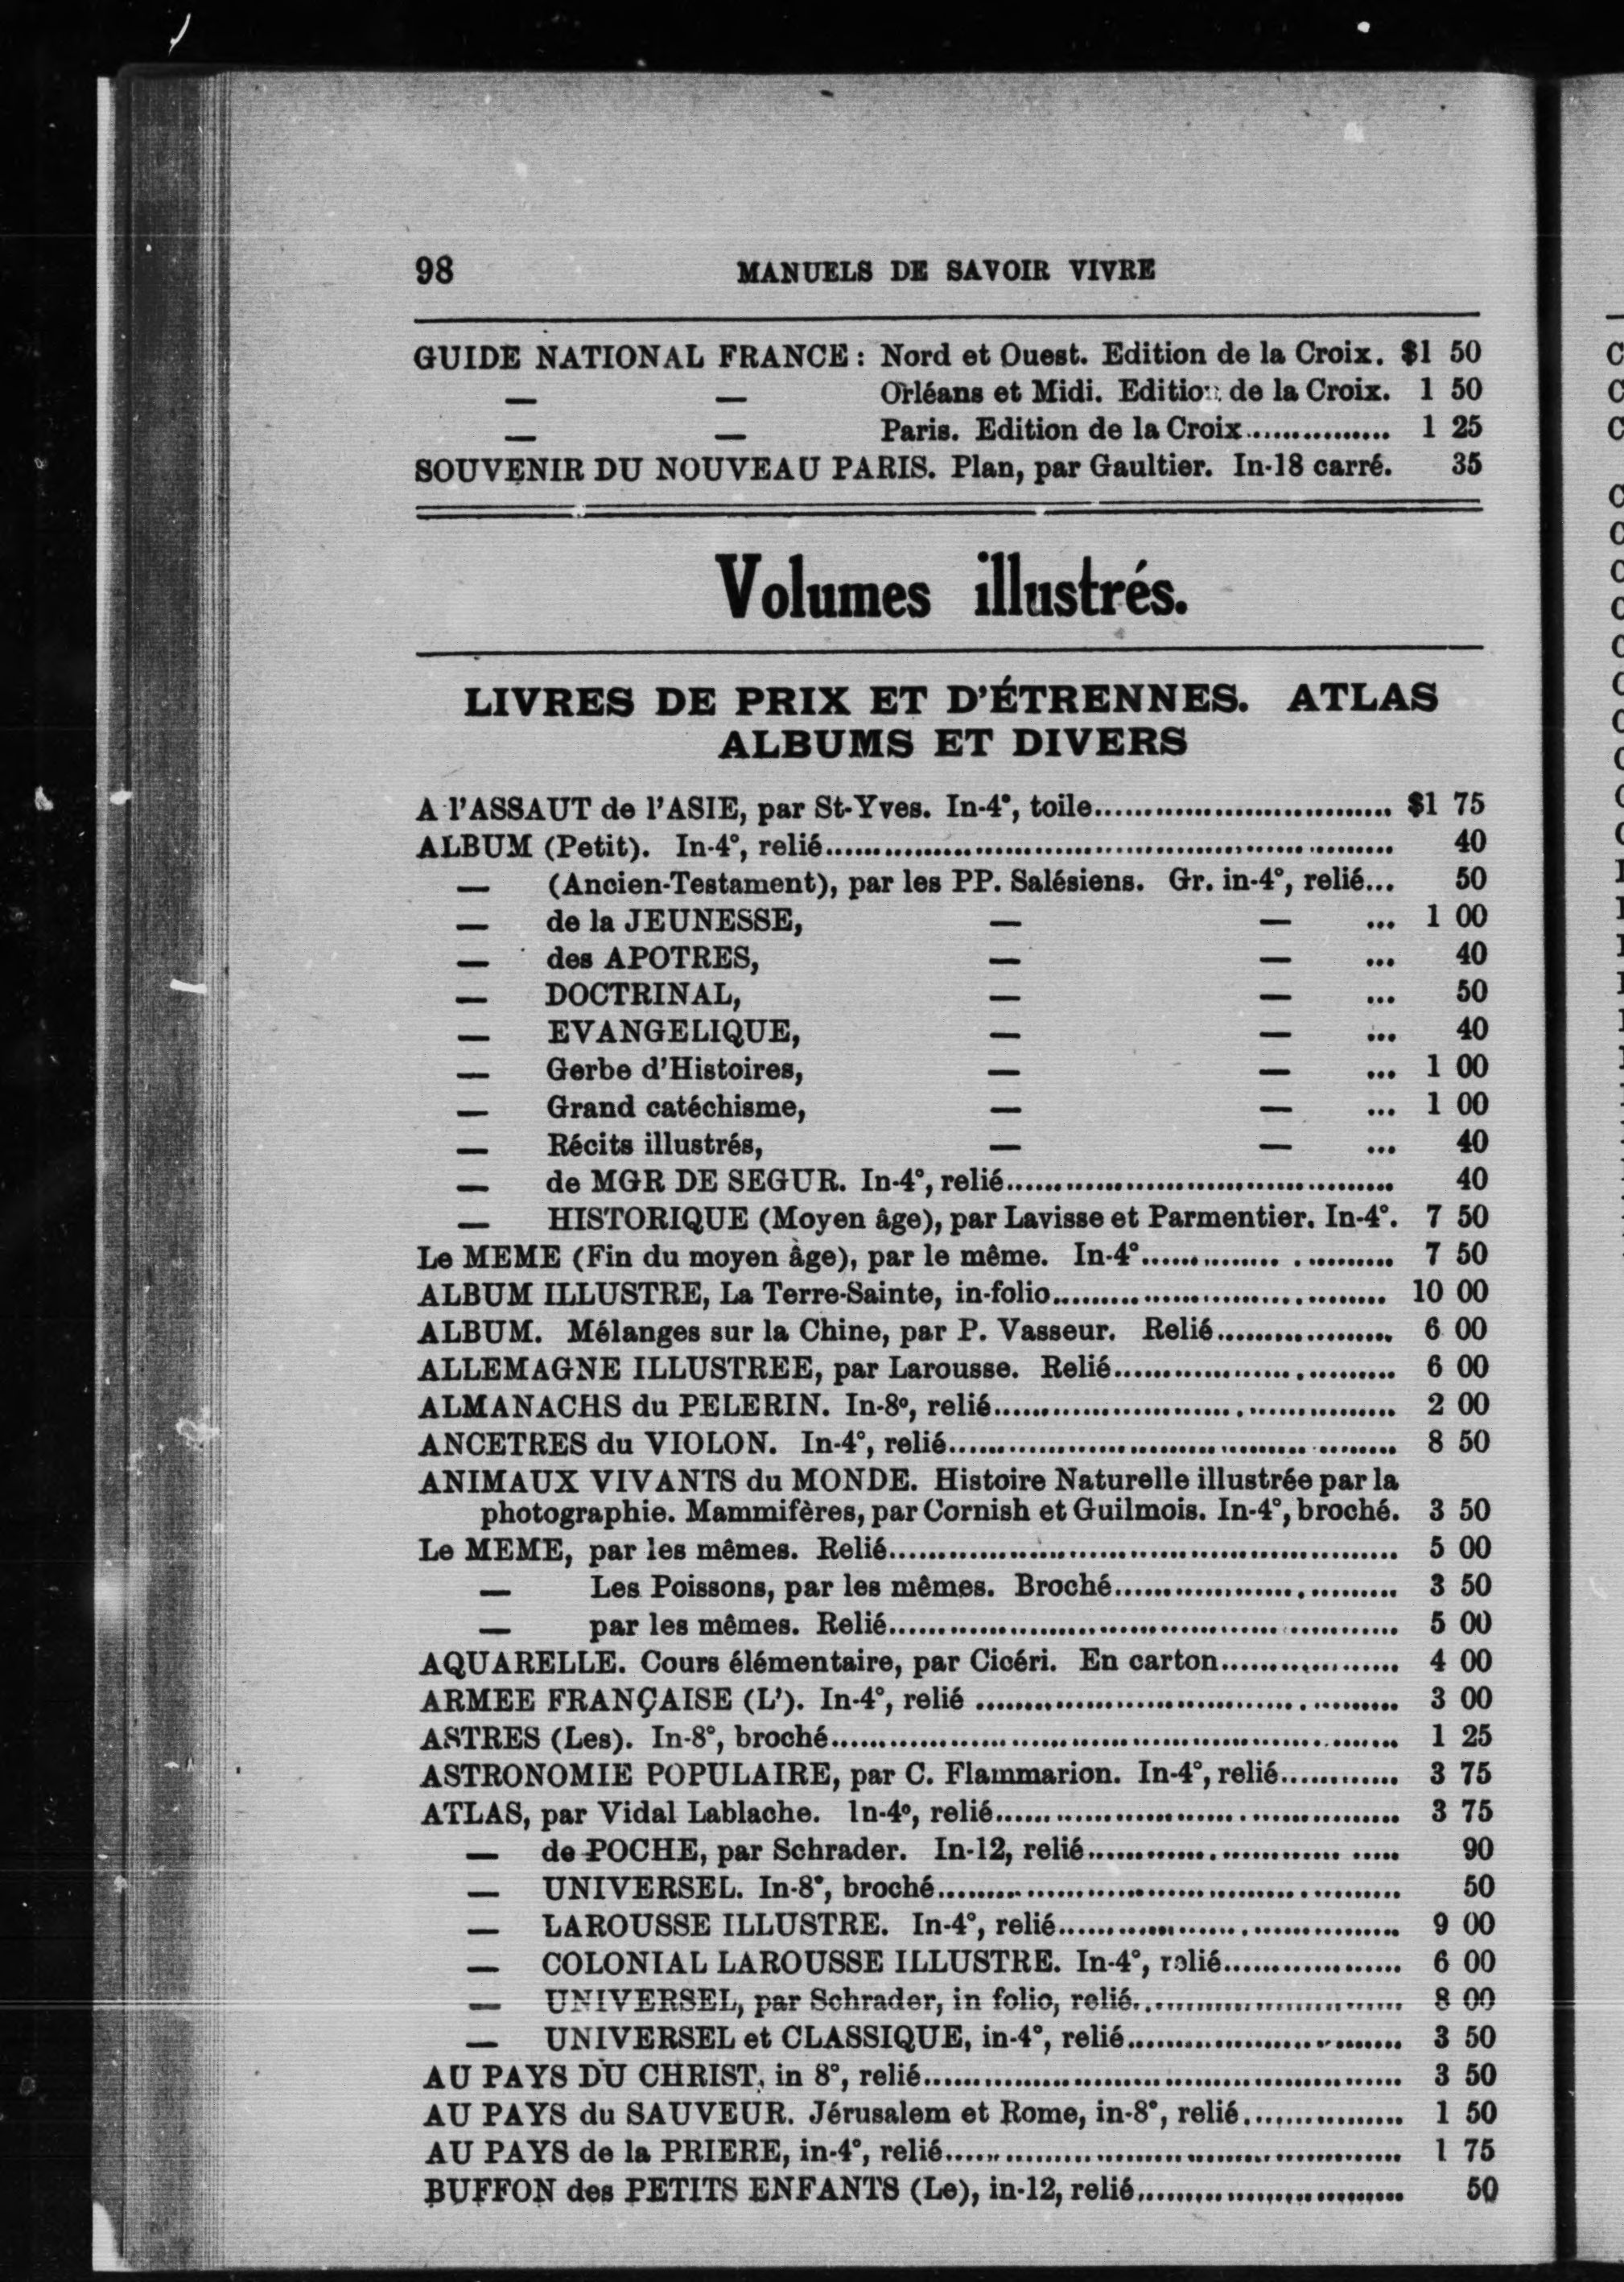 98 MANUELS DE SAVOIR VIVRE
GUIDE NATIONAL FRANCE : Nord et Ouest. Edition de la Croix. $1 50
— — Orléans et Midi. Edition de la Croix. 1 50
— — Paris. Edition de la Croix............... 1 25
SOUVENIR DU NOUVEAU PARIS. Plan, par Gaultier. In-18 carré. 35
Volumes illustrés.
LIVRES DE PRIX ET D'ÉTRENNES. ATLAS
ALBUMS ET DIVERS
A l'ASSAUT de l'ASIE, par St-Yves. In-4°, toile.............................. $1 75
ALBUM (Petit). In-4°, relié.......................................................... 40
— (Ancien-Testament), par les PP. Salésiens. Gr. in-4°, relié... 50
— de la JEUNESSE, — — ... 1 00
— des APOTRES, — — ... 40
— DOCTRINAL, — — ... 50
— EVANGELIQUE, — — ... 40
— Gerbe d'Histoires, — — ... 1 00
— Grand catéchisme, — — ... 1 00
— Récits illustrés, — — ... 40
— de MGR DE SEGUR. In-4°, relié....................................... 40
— HISTORIQUE (Moyen âge), par Lavisse et Parmentier. In-4°. 7 50
Le MEME (Fin du moyen âge), par le même. In-4°......................... 7 50
ALBUM ILLUSTRE, La Terre-Sainte, in-folio................................. 10 00
ALBUM. Mélanges sur la Chine, par P. Vasseur. Relié.................. 6 00
ALLEMAGNE ILLUSTREE, par Larousse. Relié............................ 6 00
ALMANACHS du PELERIN. In-8°, relié........................................ 2 00
ANCETRES du VIOLON. In-4°, relié............................................. 8 50
ANIMAUX VIVANTS du MONDE. Histoire Naturelle illustrée par la
photographie. Mammifères, par Cornish et Guilmois. In-4°, broché. 3 50
Le MEME, par les mêmes. Relié................................................... 5 00
— Les Poissons, par les mêmes. Broché............................ 3 50
— par les mêmes. Relié................................................... 5 00
AQUARELLE. Cours élémentaire, par Cicéri. En carton.................. 4 00
ARMEE FRANÇAISE (L'). In-4°, relié .......................................... 3 00
ASTRES (Les). In-8°, broché......................................................... 1 25
ASTRONOMIE POPULAIRE, par C. Flammarion. In-4°, relié............ 3 75
ATLAS, par Vidal Lablache. In-4°, relié........................................ 3 75
— de POCHE, par Schrader. In-12, relié............................... 90
— UNIVERSEL. In-8°, broché.............................................. 50
— LAROUSSE ILLUSTRE. In-4°, relié.................................. 9 00
— COLONIAL LAROUSSE ILLUSTRE. In-4°, relié.................. 6 00
— UNIVERSEL, par Schrader, in folio, relié........................... 8 00
— UNIVERSEL et CLASSIQUE, in-4°, relié........................... 3 50
AU PAYS DU CHRIST, in 8°, relié................................................ 3 50
AU PAYS du SAUVEUR. Jérusalem et Rome, in-8°, relié................ 1 50
AU PAYS de la PRIERE, in-4°, relié.............................................. 1 75
BUFFON des PETITS ENFANTS (Le), in-12, relié.......................... 50